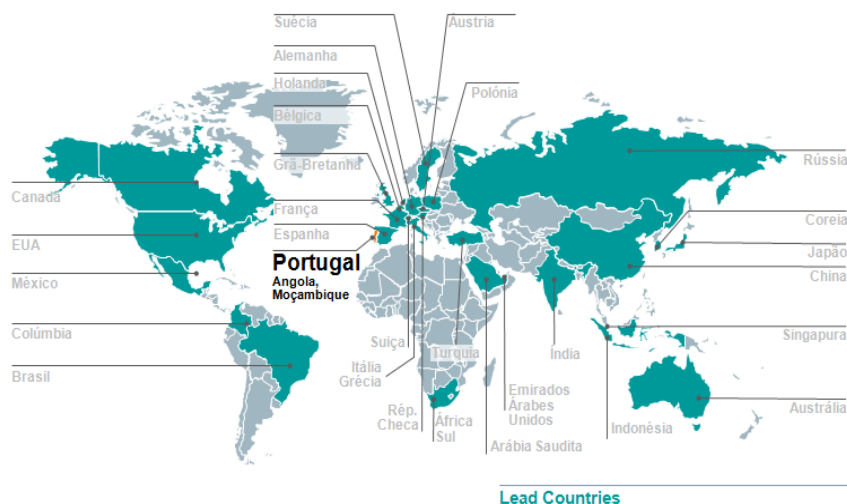 Suécia
Áustria
Alemanha
Holanda
Polónia
Bélgica
Grã-Bretanha
Rússia
Canada
França
Coreia
EUA
Espanha
Japão
Portugal
Angola,
Moçambique
México
China
Colúmbia
Suiça
Turquia
Índia
Singapura
Brasil
Itália
Grécia
Emirados
Árabes
Unidos
Rép.
Checa
África
Sul
Arábia Saudita
Indonésia
Austrália
Lead Countries